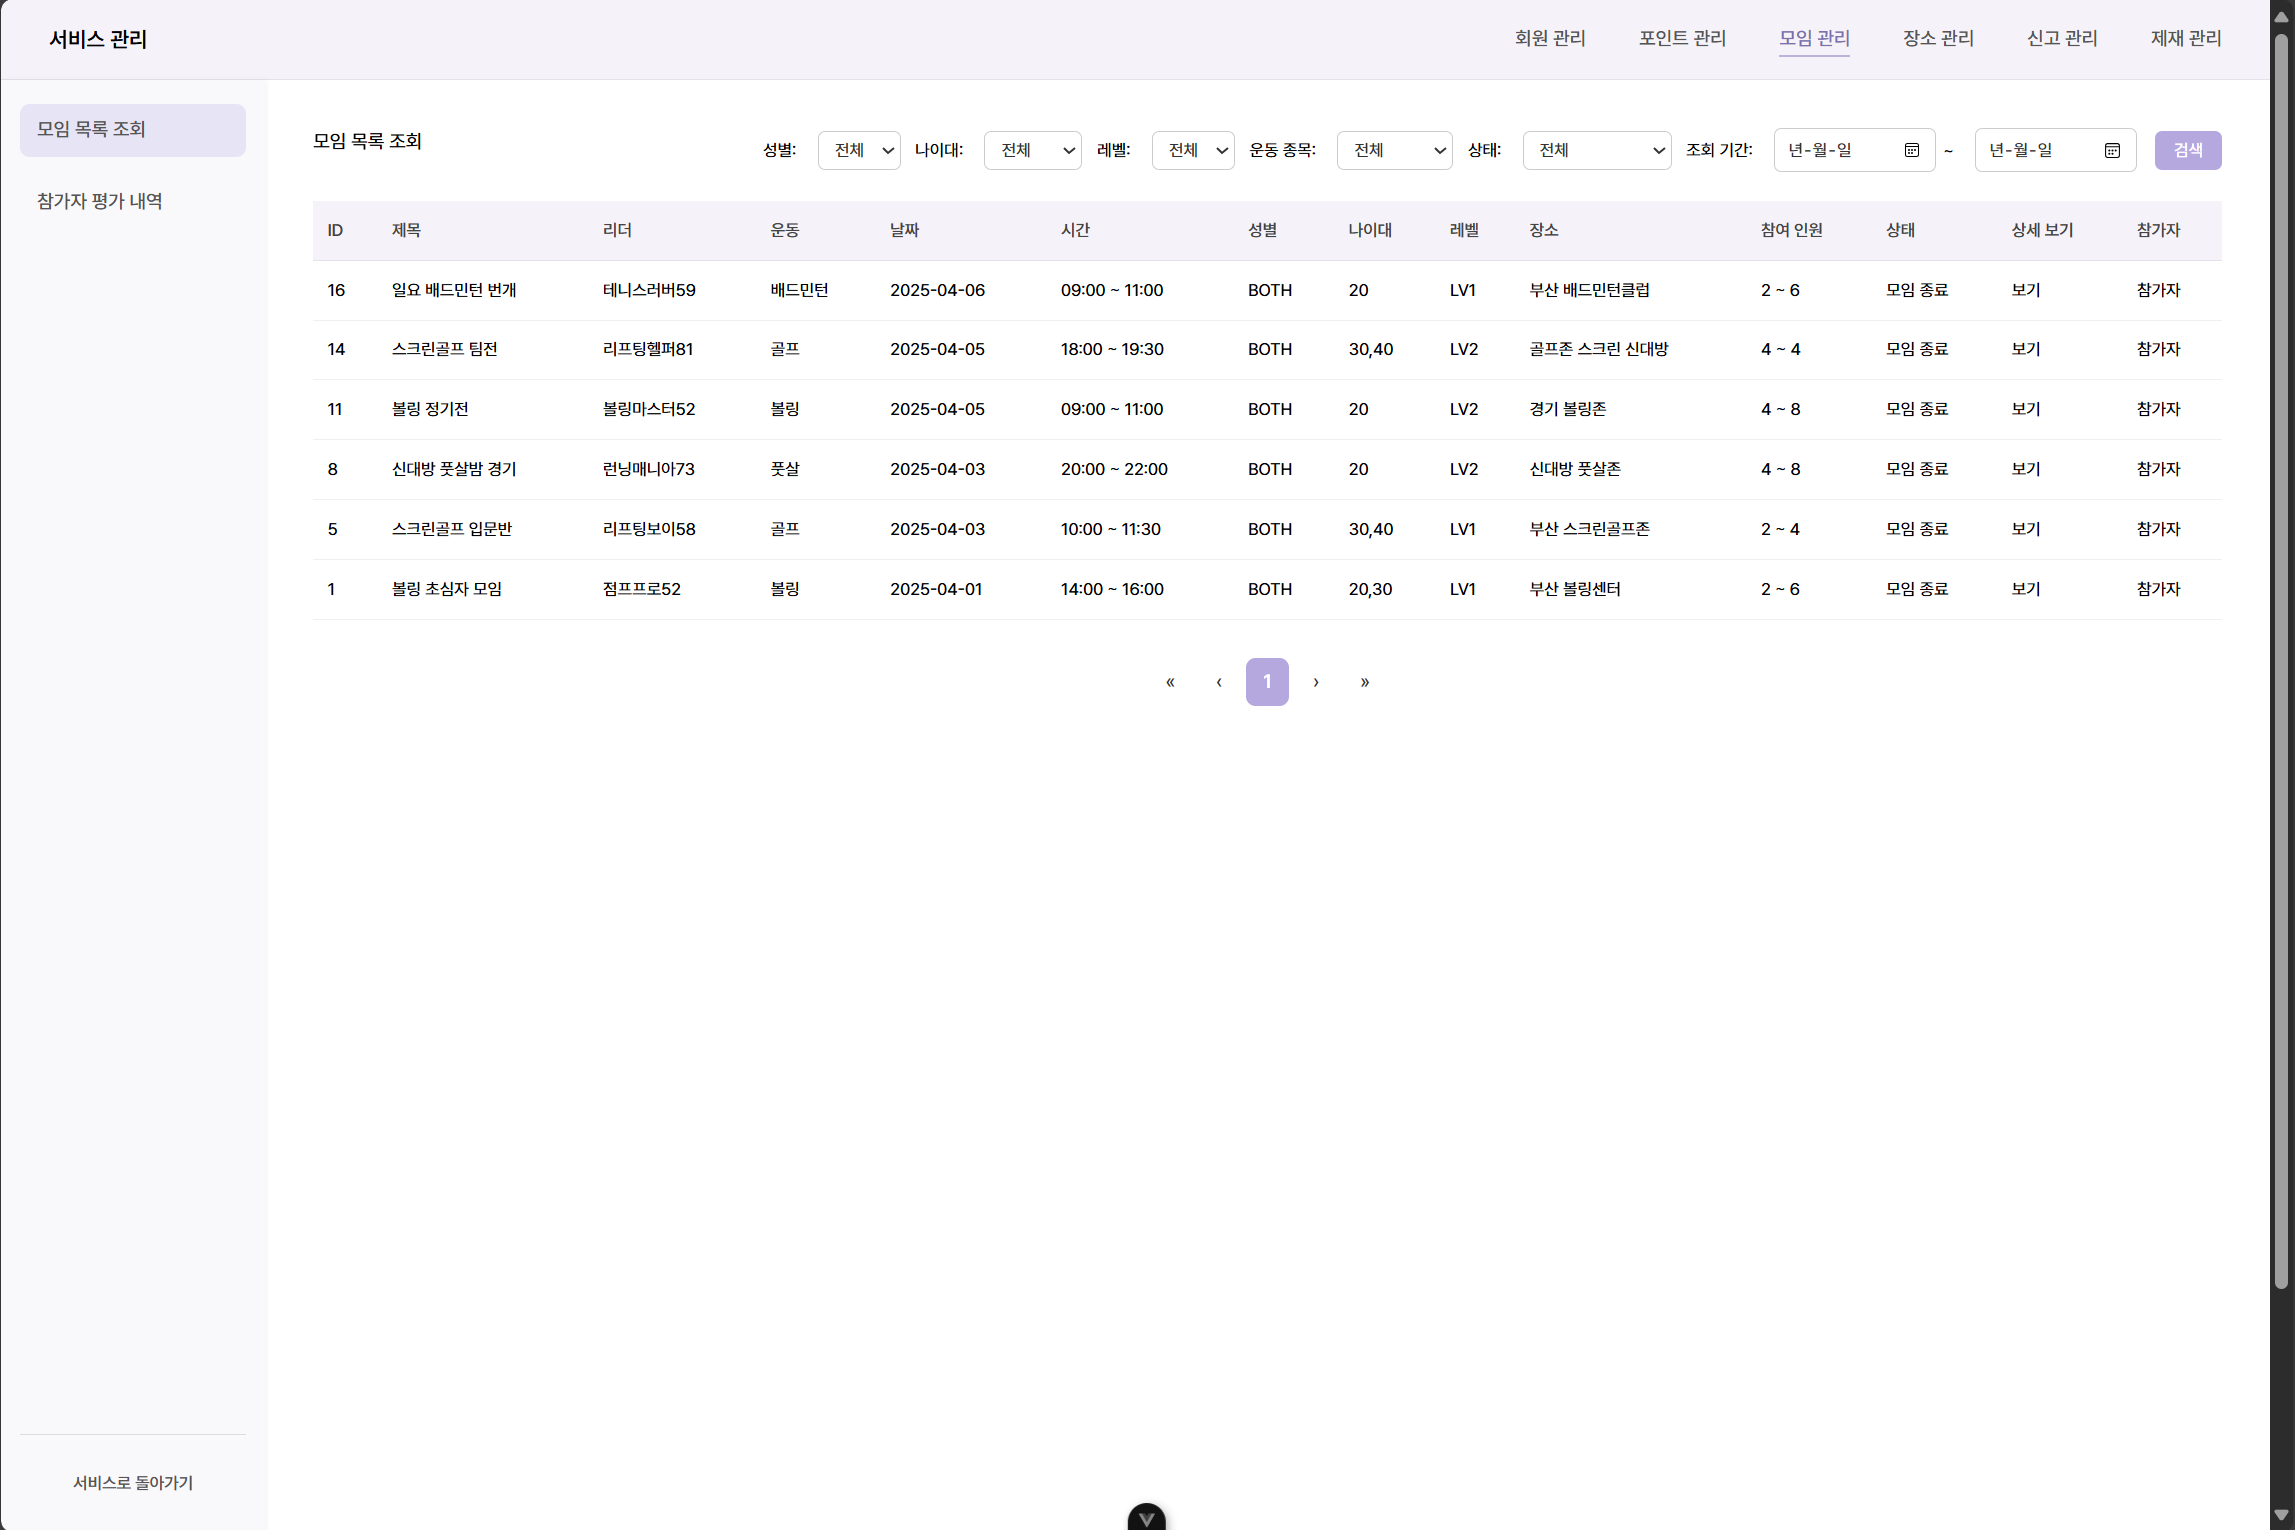 서비스 관리 회원 관리 포인트 관리 모임 관리 장소 관리 신고 관리 제재 관리
모임 목록 조회
참가자 평가 내역
모임 목록 조회 성별: 전체 나이대: 전체 레벨: 전체 운동 종목: 전체 상태: 전체 조회 기간: 년-월-일 ~ 년-월-일 검색
ID 제목 리더 운동 날짜 시간 성별 나이대 레벨 장소 참여 인원 상태 상세 보기 참가자
16 일요 배드민턴 번개 테니스러버59 배드민턴 2025-04-06 09:00 ~ 11:00 BOTH 20 LV1 부산 배드민턴클럽 2 ~ 6 모임 종료 보기 참가자
14 스크린골프 팀전 리프팅헬퍼81 골프 2025-04-05 18:00 ~ 19:30 BOTH 30,40 LV2 골프존 스크린 신대방 4 ~ 4 모임 종료 보기 참가자
11 볼링 정기전 볼링마스터52 볼링 2025-04-05 09:00 ~ 11:00 BOTH 20 LV2 경기 볼링존 4 ~ 8 모임 종료 보기 참가자
8 신대방 풋살밤 경기 런닝매니아73 풋살 2025-04-03 20:00 ~ 22:00 BOTH 20 LV2 신대방 풋살존 4 ~ 8 모임 종료 보기 참가자
5 스크린골프 입문반 리프팅보이58 골프 2025-04-03 10:00 ~ 11:30 BOTH 30,40 LV1 부산 스크린골프존 2 ~ 4 모임 종료 보기 참가자
1 볼링 초심자 모임 점프프로52 볼링 2025-04-01 14:00 ~ 16:00 BOTH 20,30 LV1 부산 볼링센터 2 ~ 6 모임 종료 보기 참가자
« ‹ 1 › »
서비스로 돌아가기